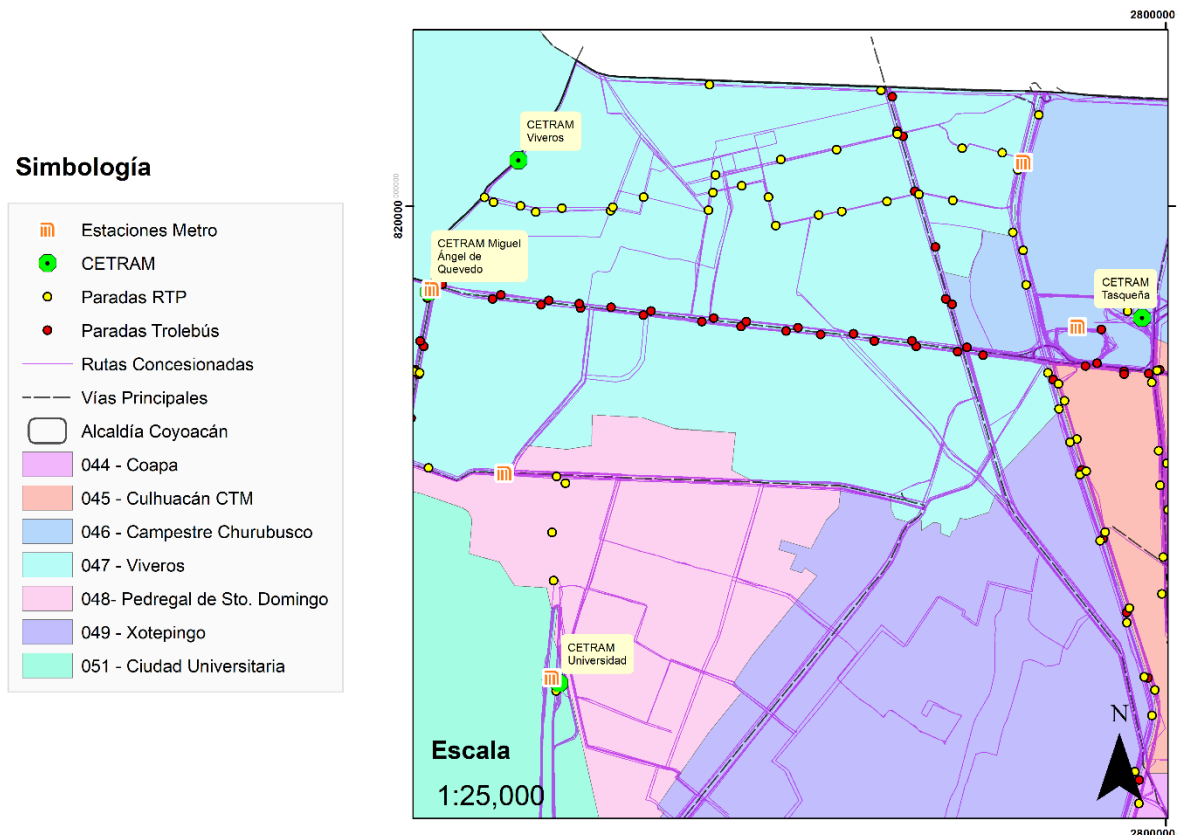 2800000
Simbología
Estaciones Metro
CETRAM
Paradas RTP
Paradas Trolebús
Rutas Concesionadas
Vías Principales
Alcaldía Coyoacán
044 - Coapa
045 - Culhuacán CTM
046 - Campestre Churubusco
047 - Viveros
048- Pedregal de Sto. Domingo
049 - Xotepingo
051 - Ciudad Universitaria
820000
CETRAM
Viveros
CETRAM Miguel
Ángel de
Quevedo
CETRAM
Tasqueña
CETRAM
Universidad
Escala
1:25,000
N
2800000